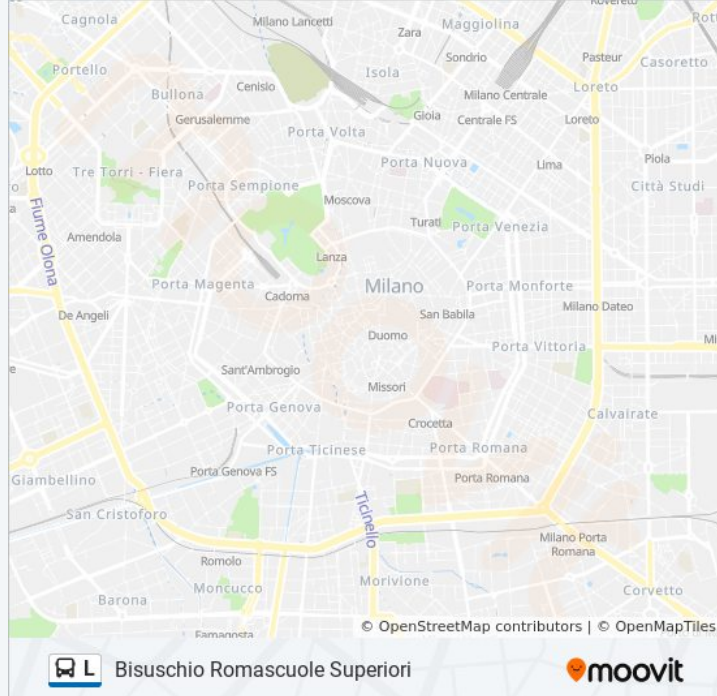 Rovereto
Cagnola
Milano Lancetti
Maggiolina
Zara
Sondrio
Pasteur
Casoretto
Portello
Isola
Loreto
Bullona
Cenisio
Milano Centrale
Gerusalemme
Gioia
Centrale FS
Loreto
Porta Volta
Piola
Lotto
Tre Torri - Fiera
Porta Nuova
Lima
Porta Sempione
Città Studi
Moscova
Turati
Porta Venezia
Fiume Olona
Amendola
Lanza
Porta Magenta
Milano
Porta Monforte
Cadorna
Milano Dateo
De Angeli
San Babila
Duomo
Porta Vittoria
Sant'Ambrogio
Missori
Porta Genova
Crocetta
Calvairate
Porta Ticinese
Porta Romana
Porta Genova FS
Porta Romana
Giambellino
Ticinello
San Cristoforo
Milano Porta
Romana
Romolo
Morivione
Moncucco
Corvetto
Barona
Famagosta
© OpenStreetMap contributors | © OpenMapTiles
L Bisuschio Romascuole Superiori
moovit